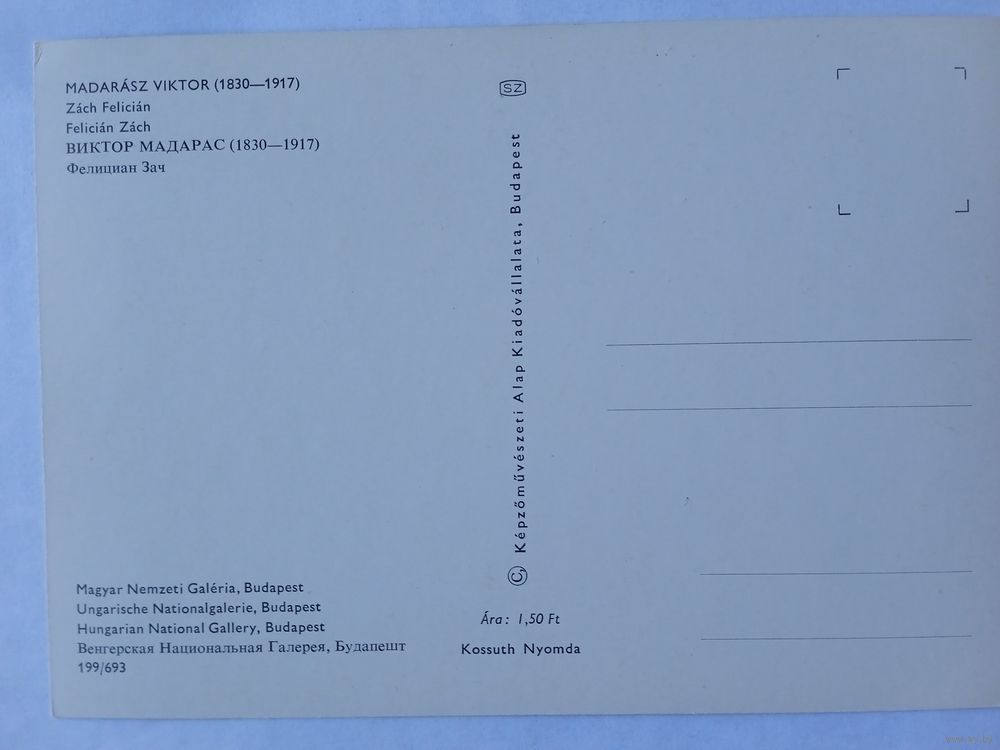 MADARÁSZ VIKTOR (1830—1917)
Zách Felicián
Felicián Zách
ВИКТОР МАДАРАС (1830—1917)
Фелициан Зач
SZ
© Képzőművészeti Alap Kiadóvállalata, Budapest
Magyar Nemzeti Galéria, Budapest
Ungarische Nationalgalerie, Budapest
Hungarian National Gallery, Budapest
Венгерская Национальная Галерея, Будапешт
199/693
Ára: 1,50 Ft
Kossuth Nyomda